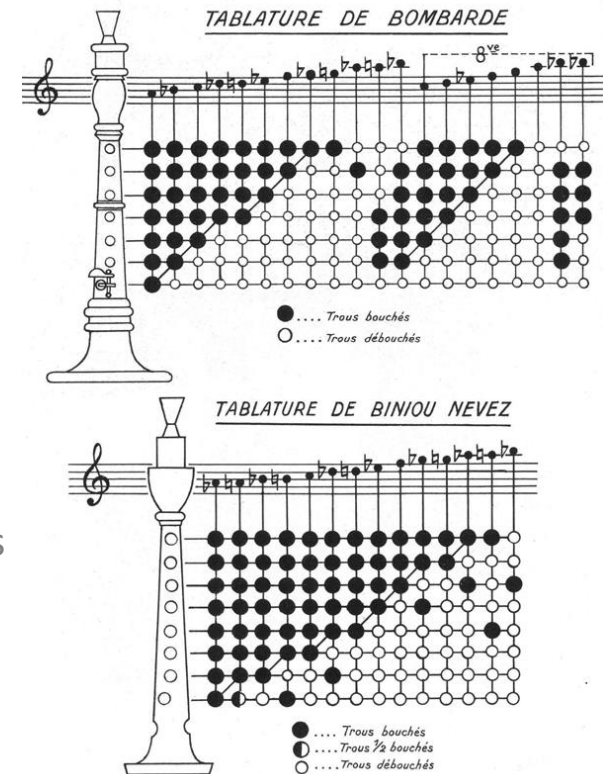 TABLATURE DE BOMBARDE
8ve
.... Trous bouchés
.... Trous débouchés
TABLATURE DE BINIOU NEVEZ
S
.... Trous bouchés
.... Trous ½ bouchés
.... Trous débouchés